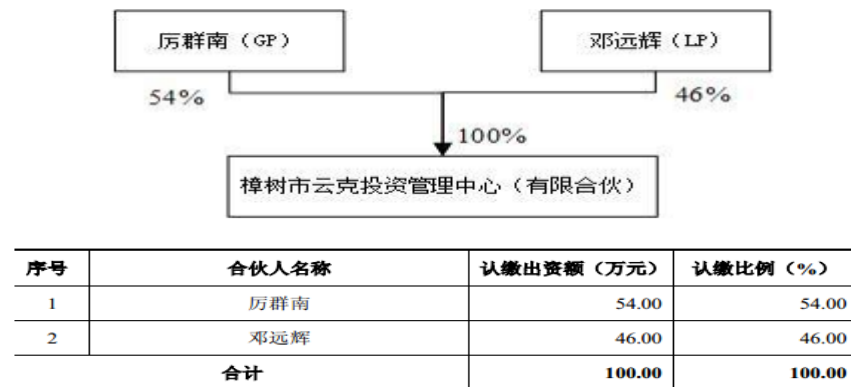 厉群南（GP）
邓远辉（LP）
54%
46%
100%
樟树市云克投资管理中心（有限合伙）
序号 合伙人名称 认缴出资额（万元） 认缴比例（%）
1 厉群南 54.00 54.00
2 邓远辉 46.00 46.00
合计 100.00 100.00